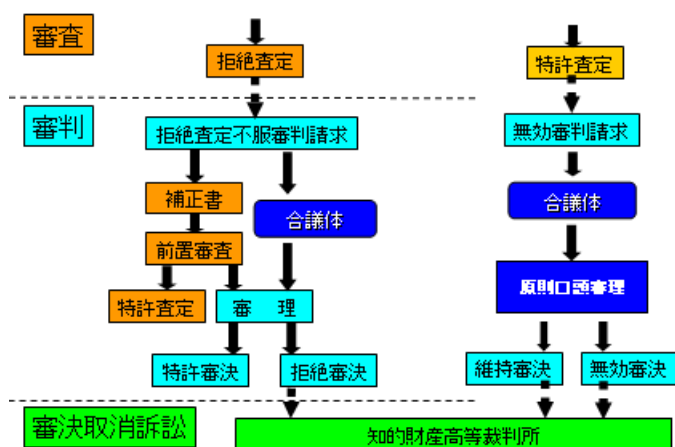 審査
拒絶査定
特許査定
審判
拒絶査定不服審判請求
無効審判請求
補正書
合議体
合議体
前置審査
原則口頭審理
特許査定
審 理
特許審決
拒絶審決
維持審決
無効審決
審決取消訴訟
知的財産高等裁判所